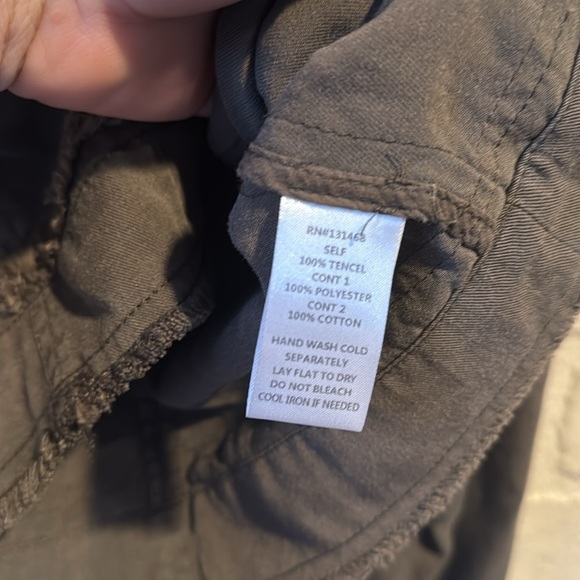 RN#131468
SELF
100% TENCEL
CONT 1
100% POLYESTER
CONT 2
100% COTTON
HAND WASH COLD
SEPARATELY
LAY FLAT TO DRY
DO NOT BLEACH
COOL IRON IF NEEDED